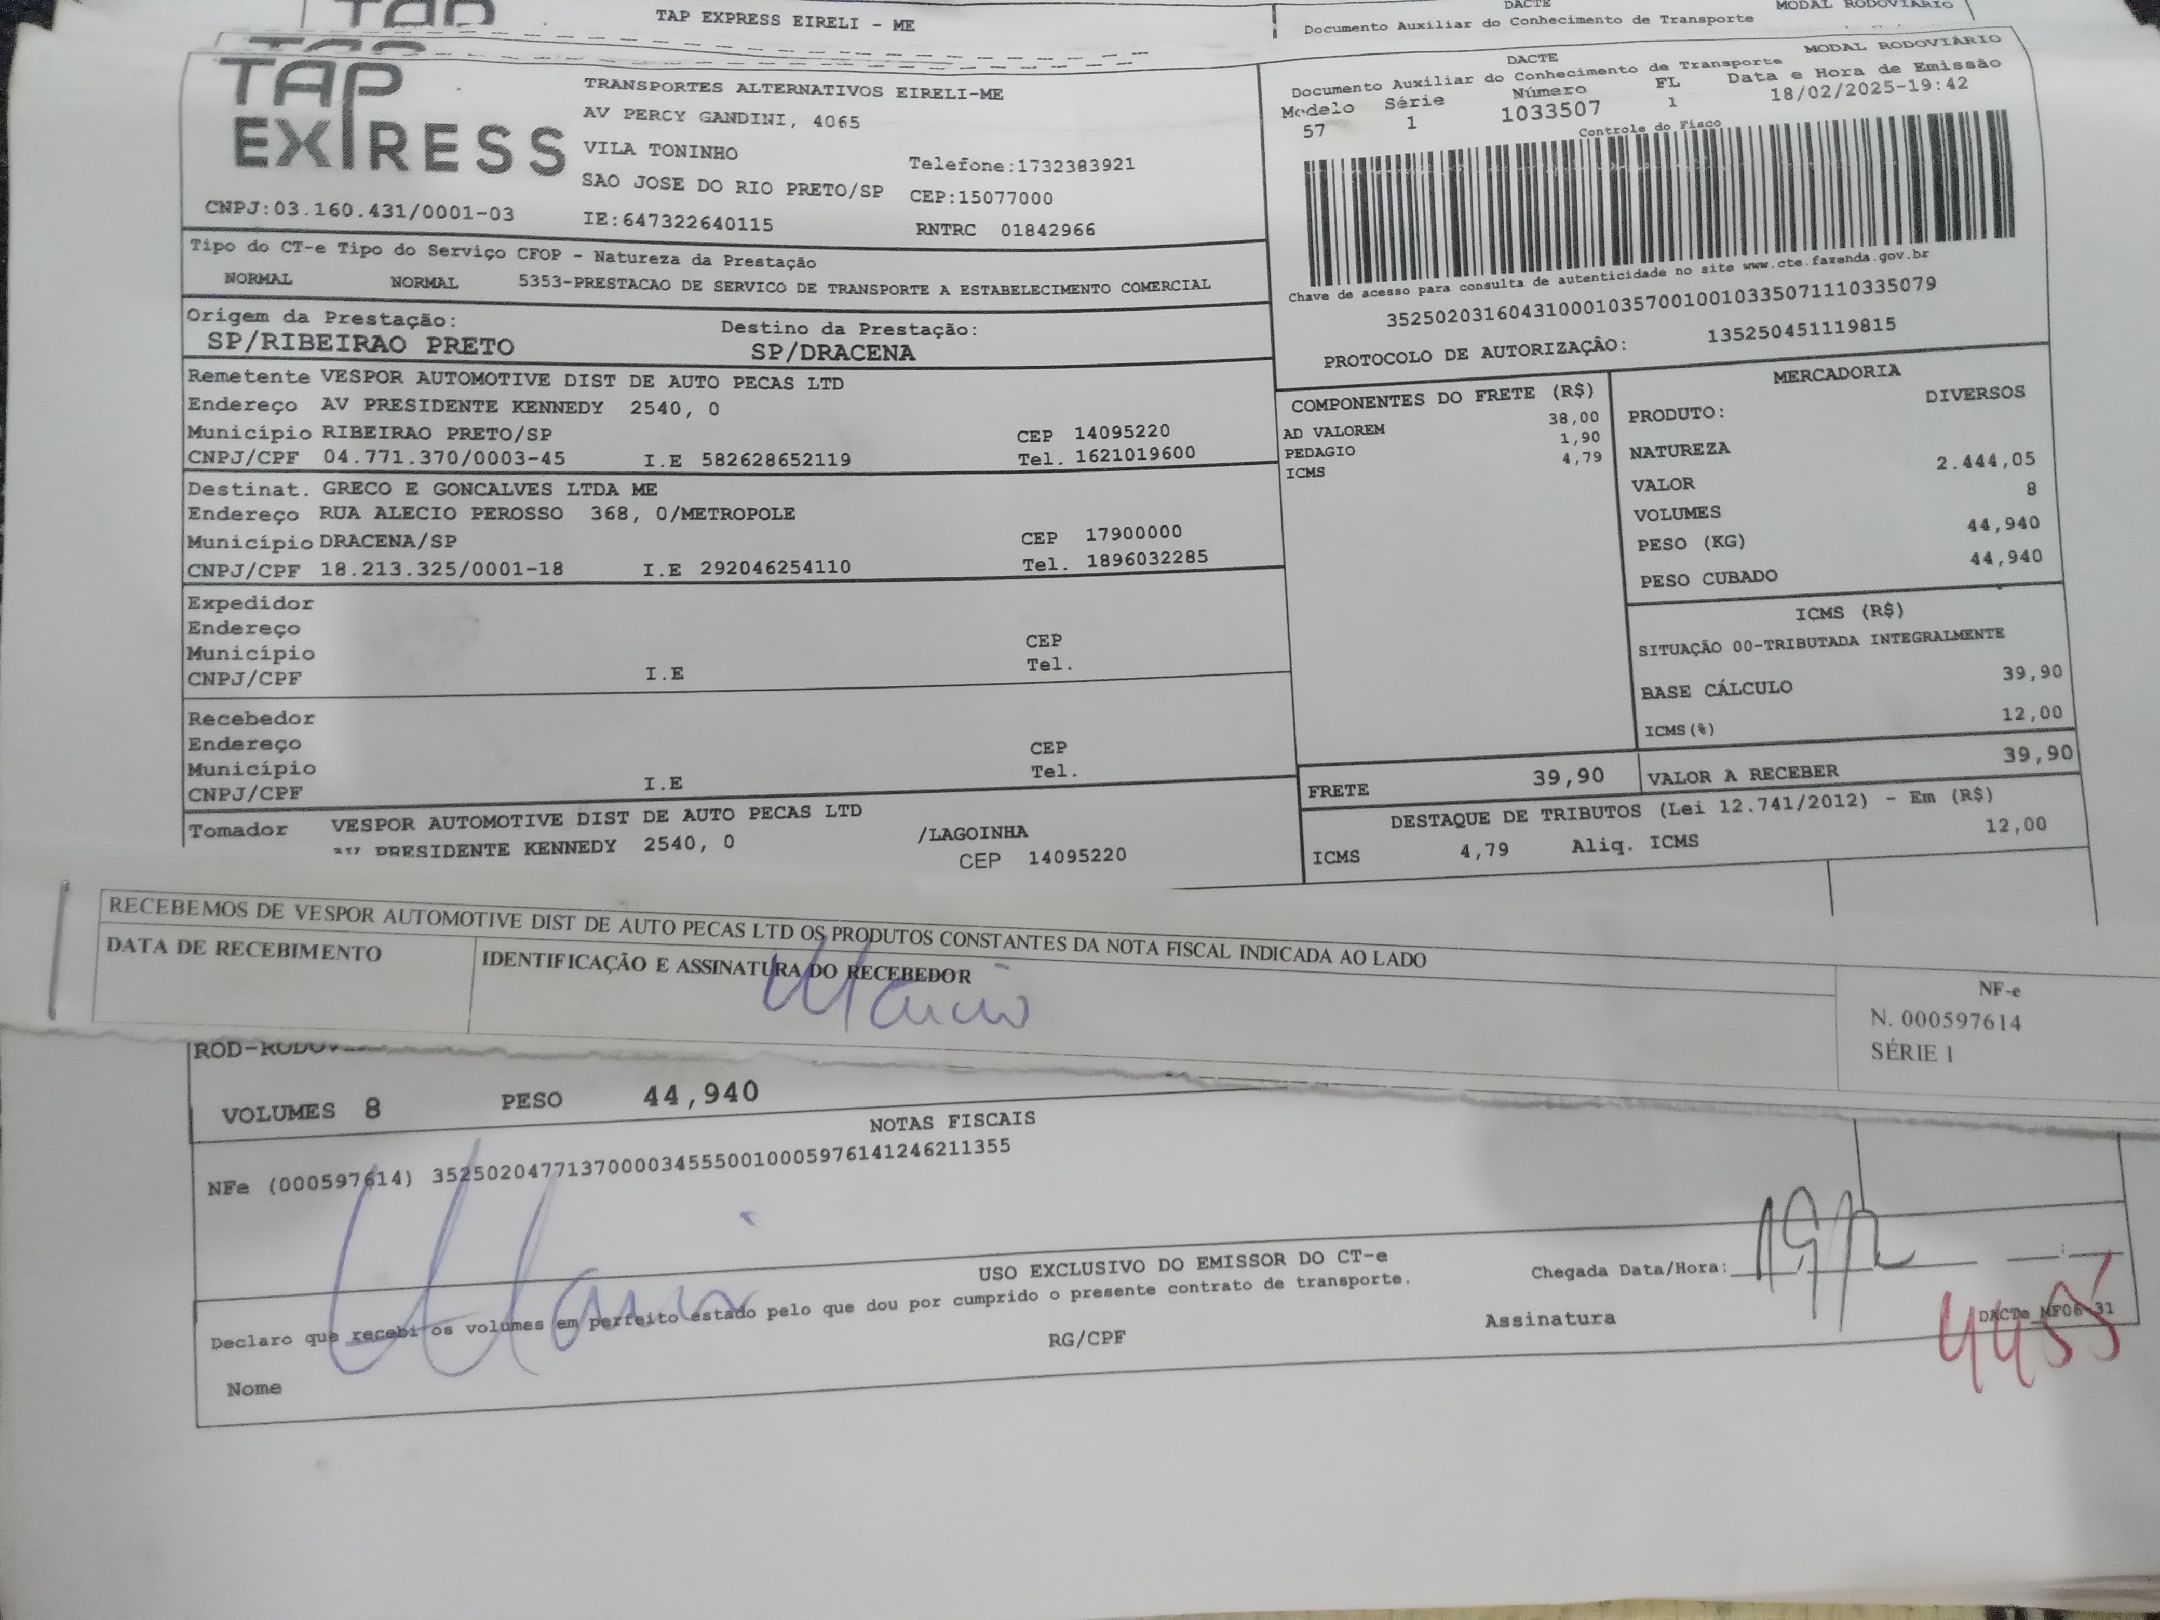 TAP EXPRESS EIRELI - ME
DACTE
MODAL RODOVIÁRIO
Documento Auxiliar do Conhecimento de Transporte
TAP
EXPRESS
CNPJ:03.160.431/0001-03
TRANSPORTES ALTERNATIVOS EIRELI-ME
AV PERCY GANDINI, 4065
VILA TONINHO
Telefone:1732383921
SAO JOSE DO RIO PRETO/SP CEP:15077000
IE:647322640115
RNTRC 01842966
DACTE
MODAL RODOVIÁRIO
Documento Auxiliar do Conhecimento de Transporte
Modelo Série Número FL Data e Hora de Emissão
57 1 1033507 1 18/02/2025-19:42
Controle do Fisco
Chave de acesso para consulta de autenticidade no site www.cte.fazenda.gov.br
35250203160431000103570010010335071110335079
PROTOCOLO DE AUTORIZAÇÃO: 135250451119815
Tipo do CT-e Tipo do Serviço CFOP - Natureza da Prestação
NORMAL NORMAL 5353-PRESTACAO DE SERVICO DE TRANSPORTE A ESTABELECIMENTO COMERCIAL
Origem da Prestação: Destino da Prestação:
SP/RIBEIRAO PRETO SP/DRACENA
Remetente VESPOR AUTOMOTIVE DIST DE AUTO PECAS LTD
Endereço AV PRESIDENTE KENNEDY 2540, 0
Município RIBEIRAO PRETO/SP CEP 14095220
CNPJ/CPF 04.771.370/0003-45 I.E 582628652119 Tel. 1621019600
Destinat. GRECO E GONCALVES LTDA ME
Endereço RUA ALECIO PEROSSO 368, 0/METROPOLE
Município DRACENA/SP CEP 17900000
CNPJ/CPF 18.213.325/0001-18 I.E 292046254110 Tel. 1896032285
Expedidor
Endereço
Município CEP
CNPJ/CPF I.E Tel.
Recebedor
Endereço
Município CEP
CNPJ/CPF I.E Tel.
Tomador VESPOR AUTOMOTIVE DIST DE AUTO PECAS LTD
PRESIDENTE KENNEDY 2540, 0 /LAGOINHA
CEP 14095220
COMPONENTES DO FRETE (R$)
AD VALOREM 38,00
PEDAGIO 1,90
ICMS 4,79
MERCADORIA
PRODUTO: DIVERSOS
NATUREZA
VALOR 2.444,05
VOLUMES 8
PESO (KG) 44,940
PESO CUBADO 44,940
ICMS (R$)
SITUAÇÃO 00-TRIBUTADA INTEGRALMENTE
BASE CÁLCULO 39,90
ICMS(%) 12,00
FRETE 39,90 VALOR A RECEBER 39,90
DESTAQUE DE TRIBUTOS (Lei 12.741/2012) - Em (R$)
ICMS 4,79 Aliq. ICMS 12,00
RECEBEMOS DE VESPOR AUTOMOTIVE DIST DE AUTO PECAS LTD OS PRODUTOS CONSTANTES DA NOTA FISCAL INDICADA AO LADO
DATA DE RECEBIMENTO IDENTIFICAÇÃO E ASSINATURA DO RECEBEDOR
NF-e
N. 000597614
SÉRIE 1
VOLUMES 8 PESO 44,940
NOTAS FISCAIS
NFe (000597614) 35250204771370000345550010005976141246211355
USO EXCLUSIVO DO EMISSOR DO CT-e
Declaro que recebi os volumes em perfeito estado pelo que dou por cumprido o presente contrato de transporte.
Chegada Data/Hora:
Nome RG/CPF Assinatura